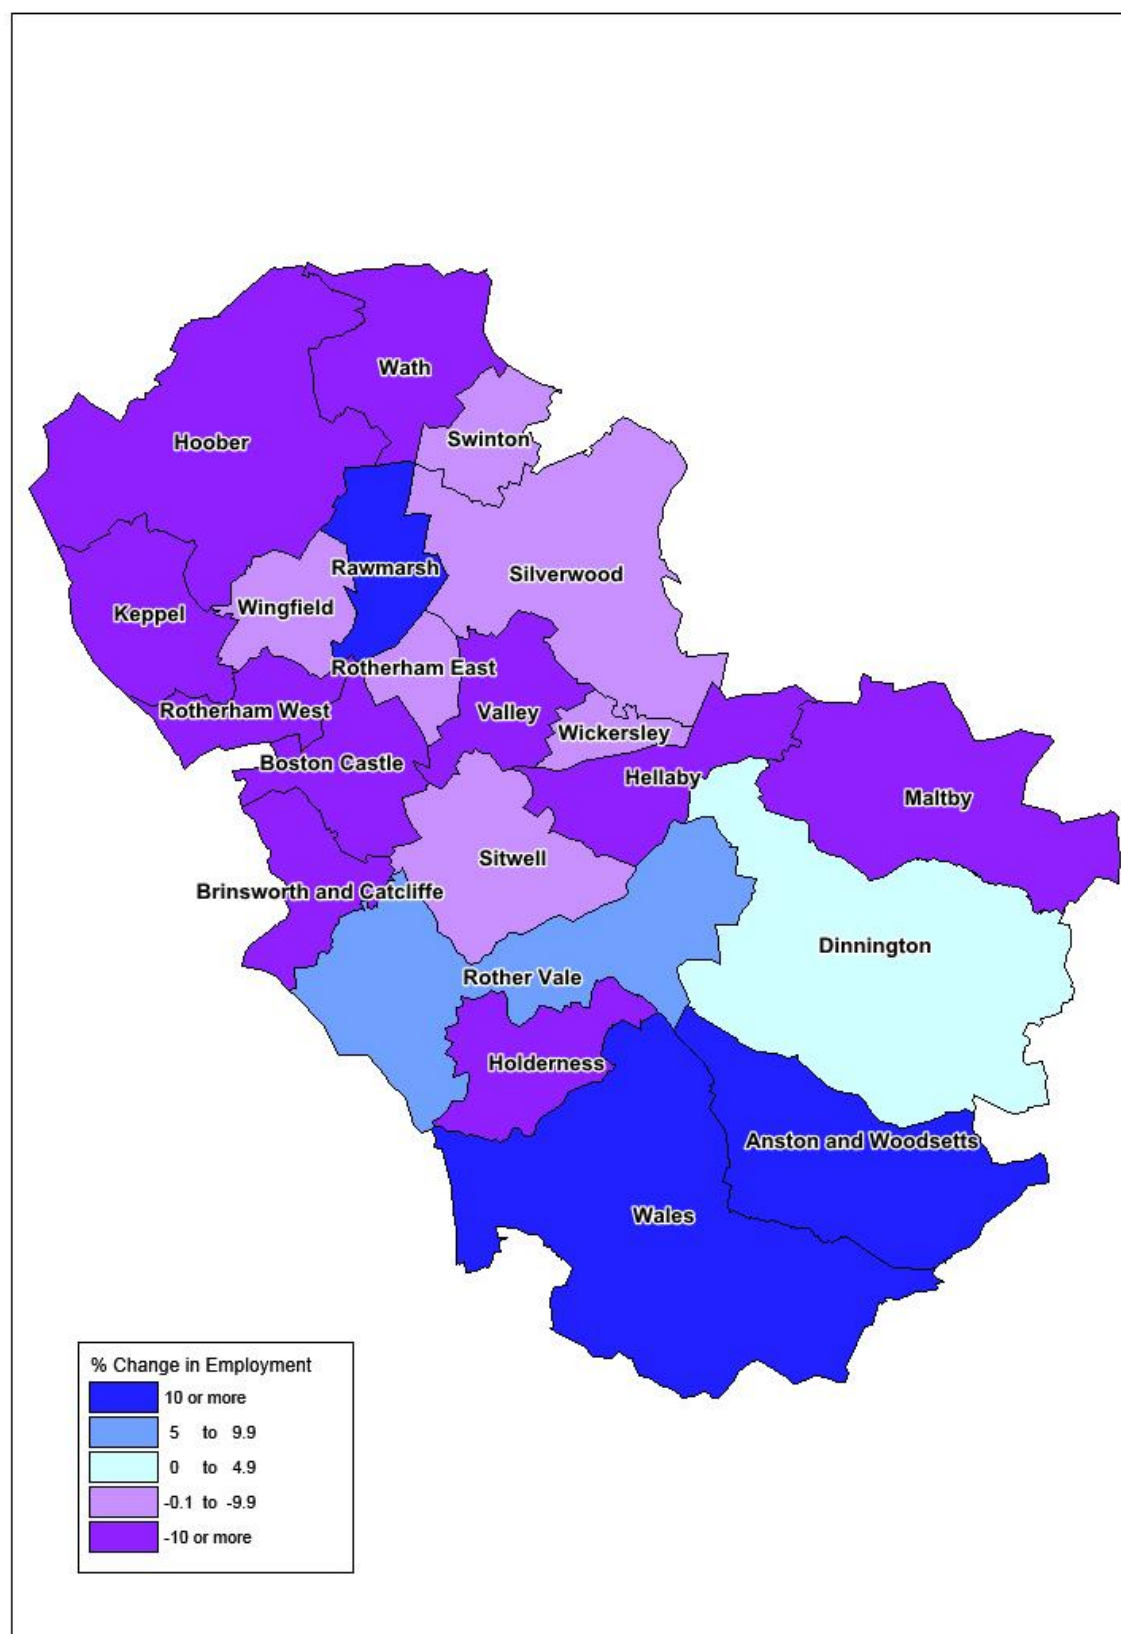 Wath
Swinton
Hoober
Rawmarsh
Silverwood
Wingfield
Keppel
Rotherham East
Rotherham West
Valley
Wickersley
Boston Castle
Hellaby
Maltby
Sitwell
Brinsworth and Catcliffe
Dinnington
Rother Vale
Holderness
Anston and Woodsetts
Wales
% Change in Employment
10 or more
5 to 9.9
0 to 4.9
-0.1 to -9.9
-10 or more